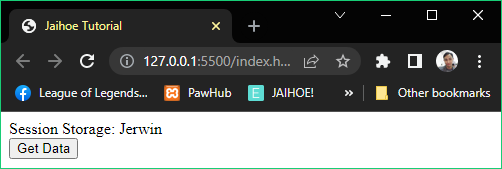 Jaihoe Tutorial
127.0.0.1:5500/index.h...
League of Legends... PawHub E JAIHOE! » Other bookmarks
Session Storage: Jerwin
Get Data